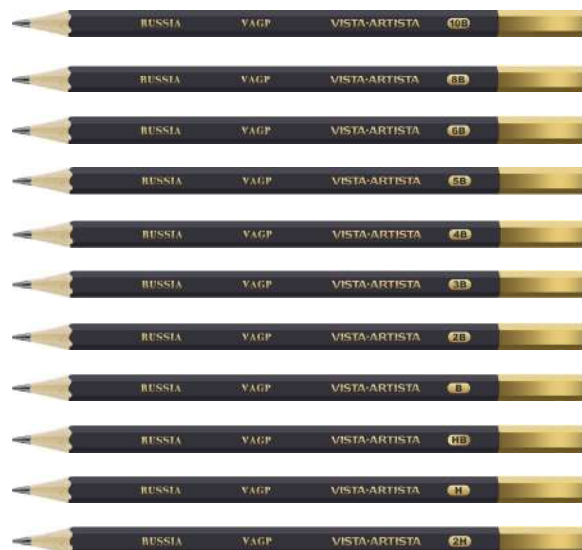 RUSSIA VAGP VISTA-ARTISTA 10B
RUSSIA VAGP VISTA-ARTISTA 8B
RUSSIA VAGP VISTA-ARTISTA 6B
RUSSIA VAGP VISTA-ARTISTA 5B
RUSSIA VAGP VISTA-ARTISTA 4B
RUSSIA VAGP VISTA-ARTISTA 3B
RUSSIA VAGP VISTA-ARTISTA 2B
RUSSIA VAGP VISTA-ARTISTA B
RUSSIA VAGP VISTA-ARTISTA HB
RUSSIA VAGP VISTA-ARTISTA H
RUSSIA VAGP VISTA-ARTISTA 2H